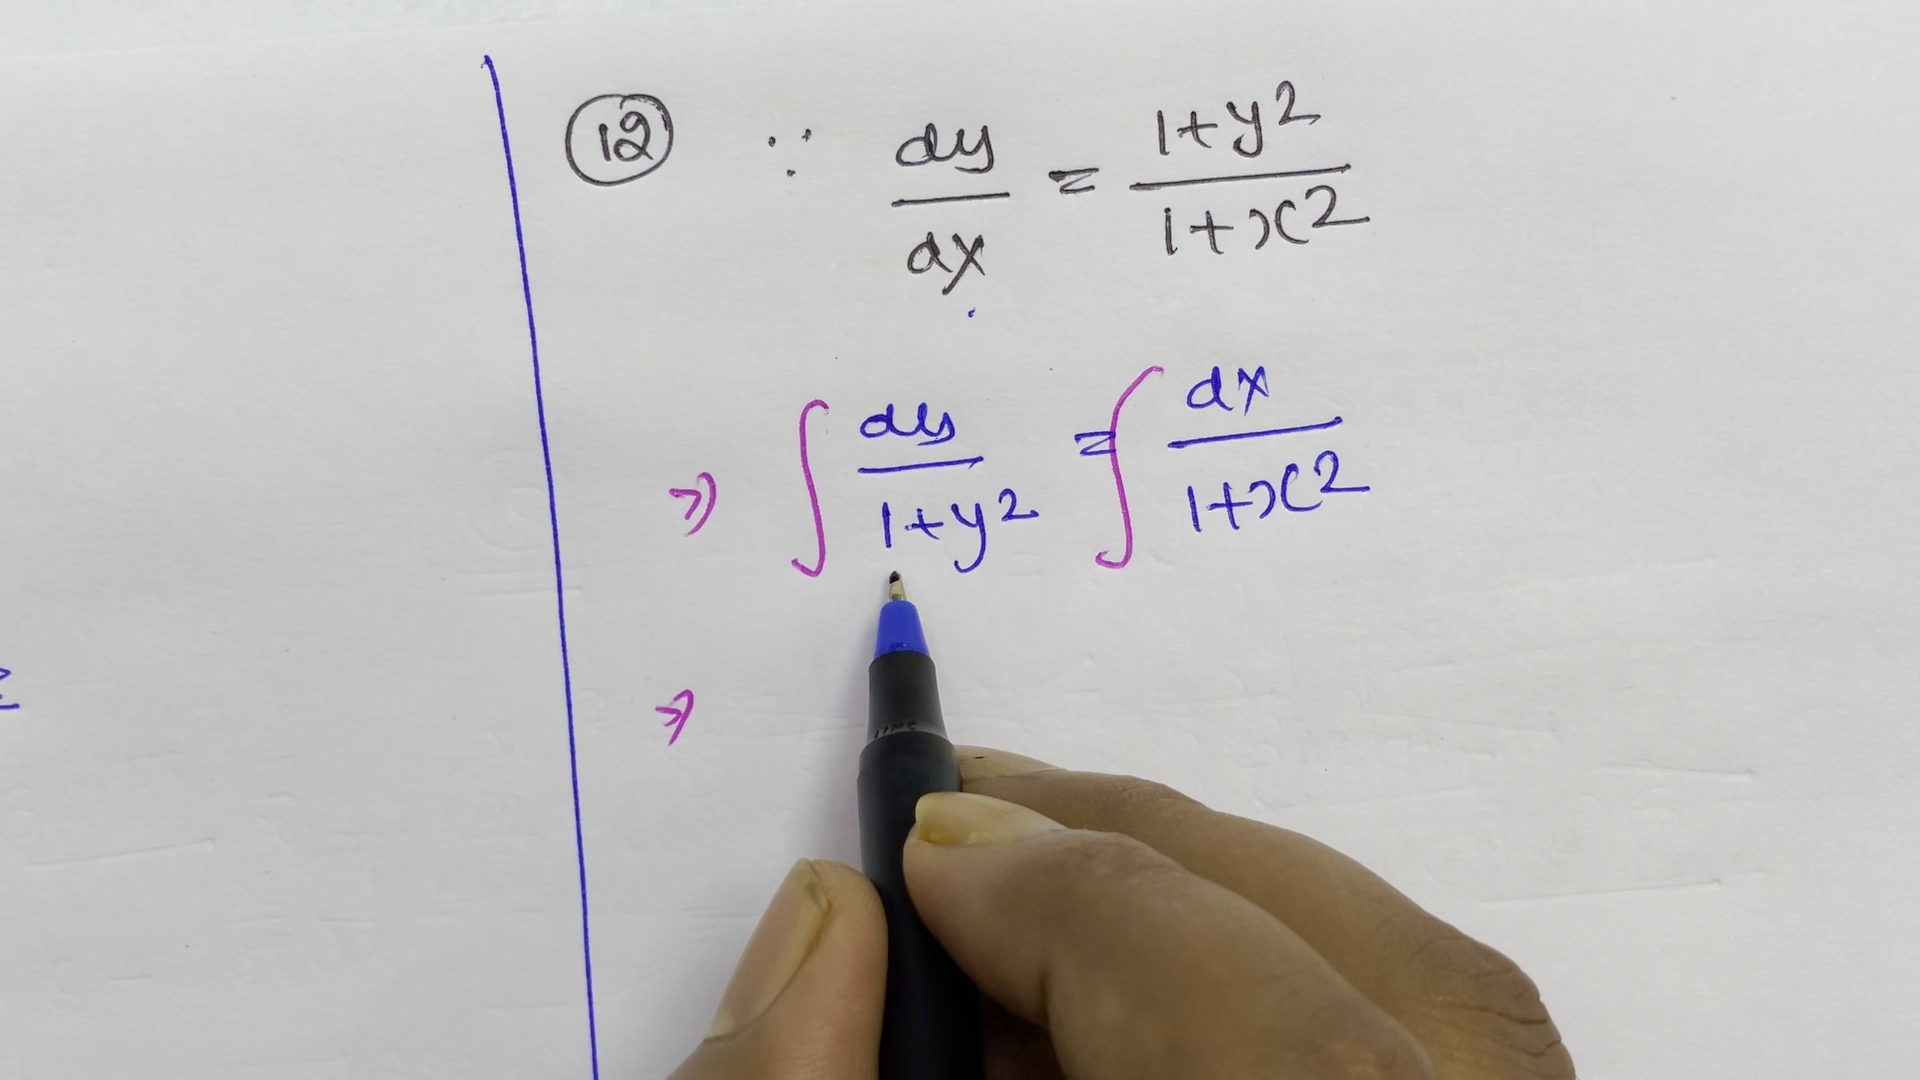 ⑫ ∵ dy/dx = 1+y2/1+x2
⇒ ∫ dy/1+y2 = ∫ dx/1+x2
⇒